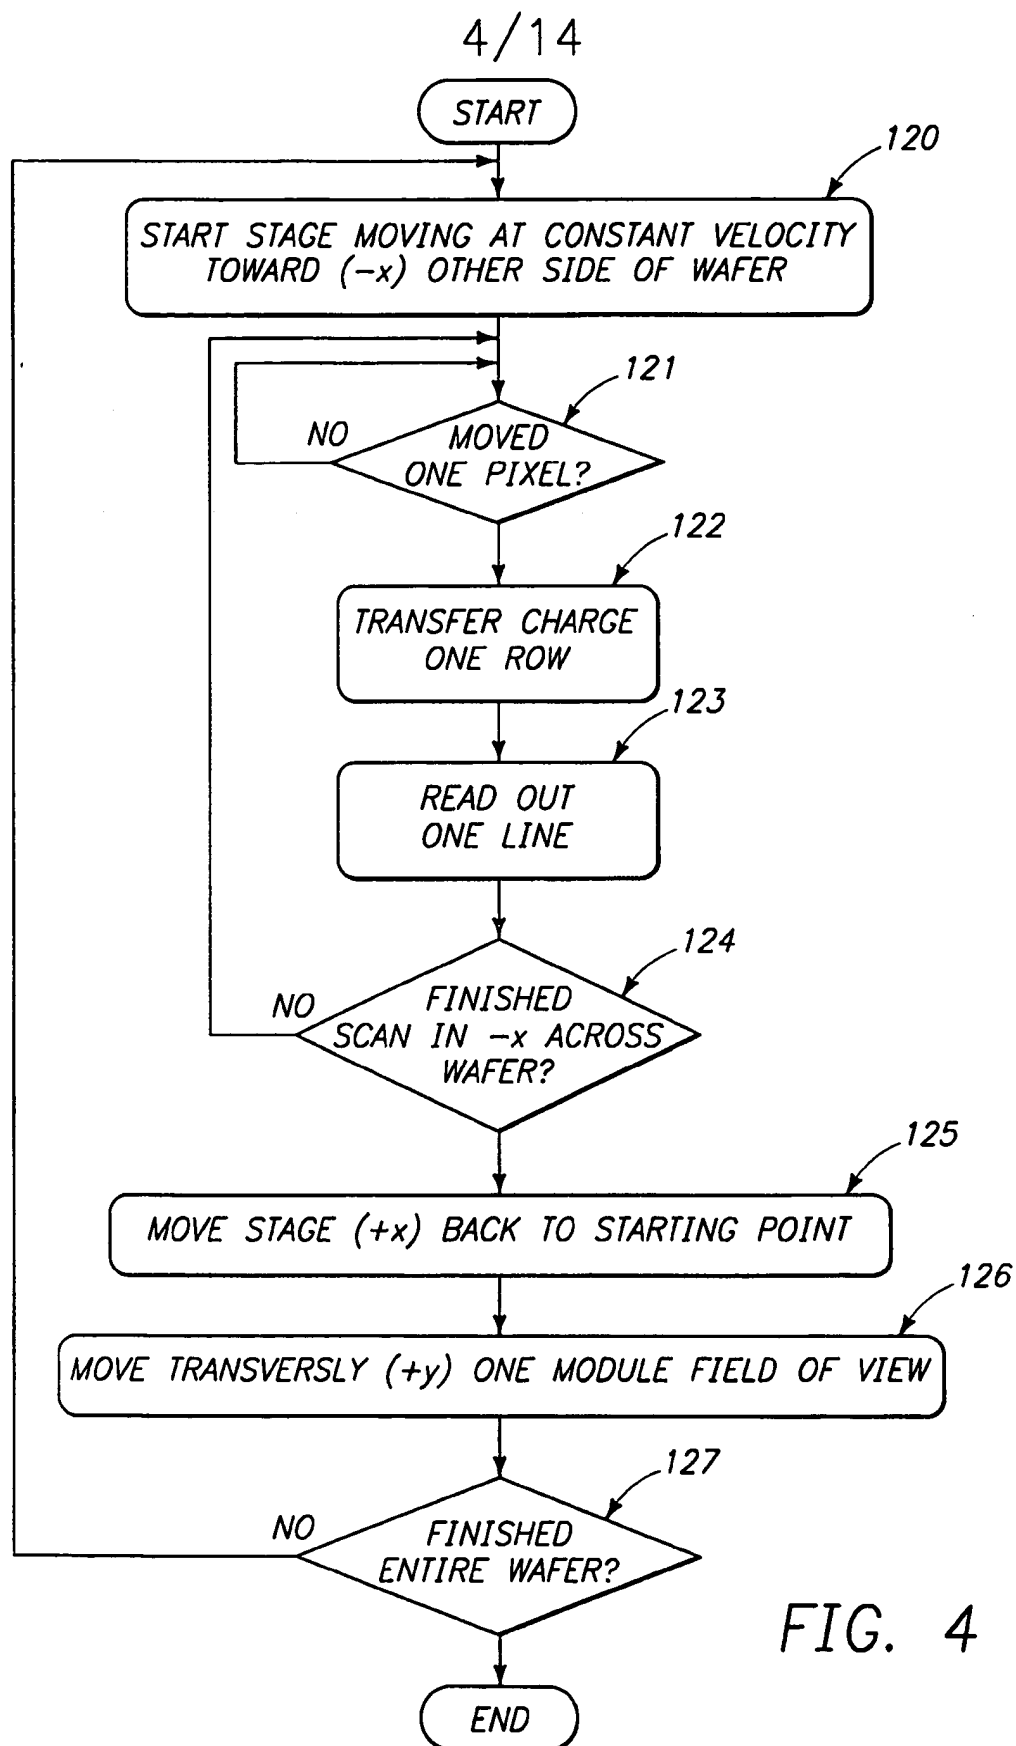 4/14
START
120
START STAGE MOVING AT CONSTANT VELOCITY
TOWARD (-x) OTHER SIDE OF WAFER
121
NO
MOVED
ONE PIXEL?
122
TRANSFER CHARGE
ONE ROW
123
READ OUT
ONE LINE
124
NO
FINISHED
SCAN IN -x ACROSS
WAFER?
125
MOVE STAGE (+x) BACK TO STARTING POINT
126
MOVE TRANSVERSLY (+y) ONE MODULE FIELD OF VIEW
127
NO
FINISHED
ENTIRE WAFER?
FIG. 4
END